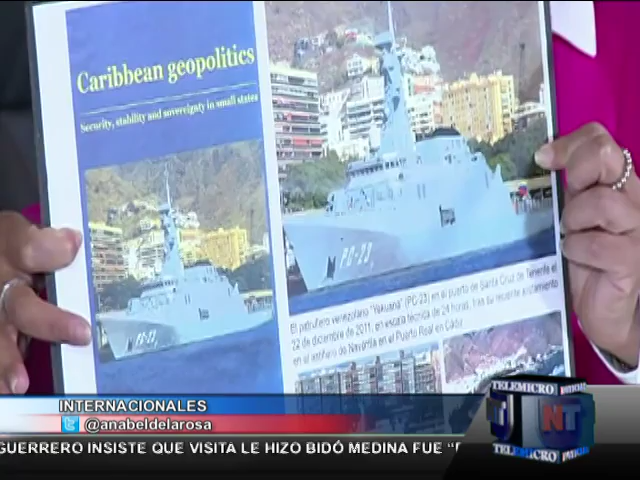 Caribbean geopolitics
Security, stability and sovereignty in small states
PC-23
PC-23
El patrullero venezolano "Yekuana" (PC-23) en el puerto de Santa Cruz de Tenerife el
22 de diciembre de 2011, en escala técnica de 24 horas, tras su reciente alistamiento
en el astillero de Navantia en el Puerto Real en Cádiz
INTERNACIONALES
@anabeldelarosa
GUERRERO INSISTE QUE VISITA LE HIZO BIDÓ MEDINA FUE "
TELEMICRO
TNT
TELEMICRO